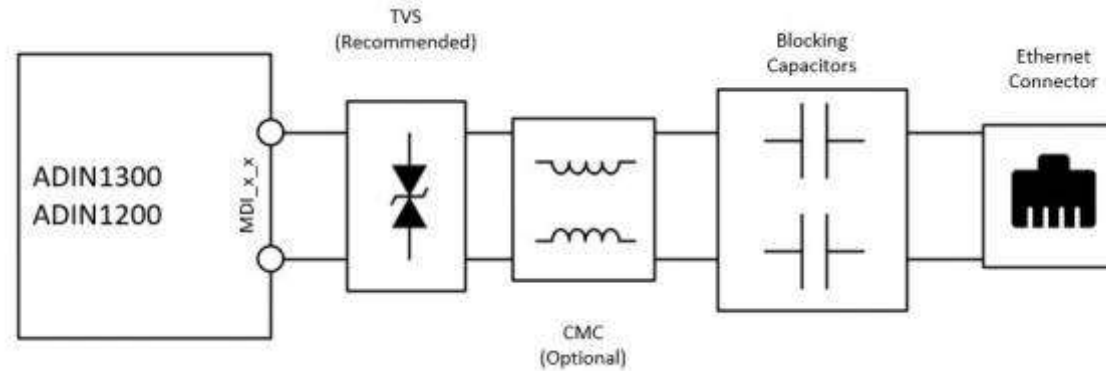 TVS
(Recommended)
Blocking
Capacitors
Ethernet
Connector
ADIN1300
ADIN1200
MDI_x_x
CMC
(Optional)